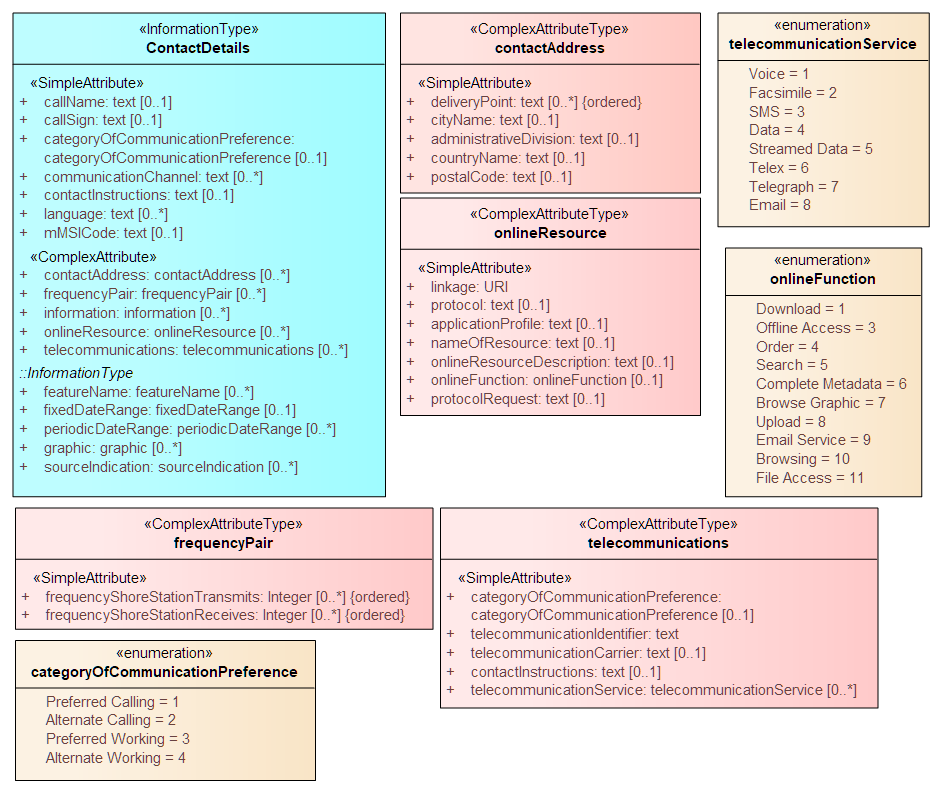 «InformationType»
ContactDetails
«SimpleAttribute»
+ callName: text [0..1]
+ callSign: text [0..1]
+ categoryOfCommunicationPreference:
categoryOfCommunicationPreference [0..1]
+ communicationChannel: text [0..*]
+ contactInstructions: text [0..1]
+ language: text [0..*]
+ mMSICode: text [0..1]
«ComplexAttribute»
+ contactAddress: contactAddress [0..*]
+ frequencyPair: frequencyPair [0..*]
+ information: information [0..*]
+ onlineResource: onlineResource [0..*]
+ telecommunications: telecommunications [0..*]
::InformationType
+ featureName: featureName [0..*]
+ fixedDateRange: fixedDateRange [0..1]
+ periodicDateRange: periodicDateRange [0..*]
+ graphic: graphic [0..*]
+ sourceIndication: sourceIndication [0..*]
«ComplexAttributeType»
contactAddress
«SimpleAttribute»
+ deliveryPoint: text [0..*] {ordered}
+ cityName: text [0..1]
+ administrativeDivision: text [0..1]
+ countryName: text [0..1]
+ postalCode: text [0..1]
«ComplexAttributeType»
onlineResource
«SimpleAttribute»
+ linkage: URI
+ protocol: text [0..1]
+ applicationProfile: text [0..1]
+ nameOfResource: text [0..1]
+ onlineResourceDescription: text [0..1]
+ onlineFunction: onlineFunction [0..1]
+ protocolRequest: text [0..1]
«enumeration»
telecommunicationService
Voice = 1
Facsimile = 2
SMS = 3
Data = 4
Streamed Data = 5
Telex = 6
Telegraph = 7
Email = 8
«enumeration»
onlineFunction
Download = 1
Offline Access = 3
Order = 4
Search = 5
Complete Metadata = 6
Browse Graphic = 7
Upload = 8
Email Service = 9
Browsing = 10
File Access = 11
«ComplexAttributeType»
frequencyPair
«SimpleAttribute»
+ frequencyShoreStationTransmits: Integer [0..*] {ordered}
+ frequencyShoreStationReceives: Integer [0..*] {ordered}
«ComplexAttributeType»
telecommunications
«SimpleAttribute»
+ categoryOfCommunicationPreference:
categoryOfCommunicationPreference [0..1]
+ telecommunicationIdentifier: text
+ telecommunicationCarrier: text [0..1]
+ contactInstructions: text [0..1]
+ telecommunicationService: telecommunicationService [0..*]
«enumeration»
categoryOfCommunicationPreference
Preferred Calling = 1
Alternate Calling = 2
Preferred Working = 3
Alternate Working = 4